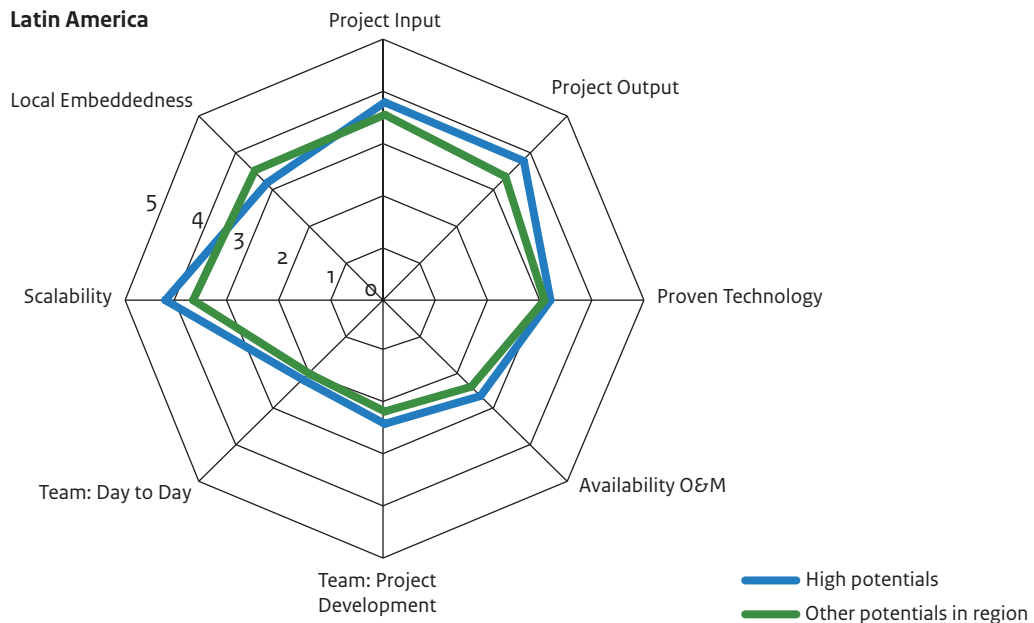 Latin America
Project Input
Project Output
Local Embeddedness
5
4
3
2
1
0
Scalability
Proven Technology
Team: Day to Day
Availability O&M
Team: Project
Development
High potentials
Other potentials in region